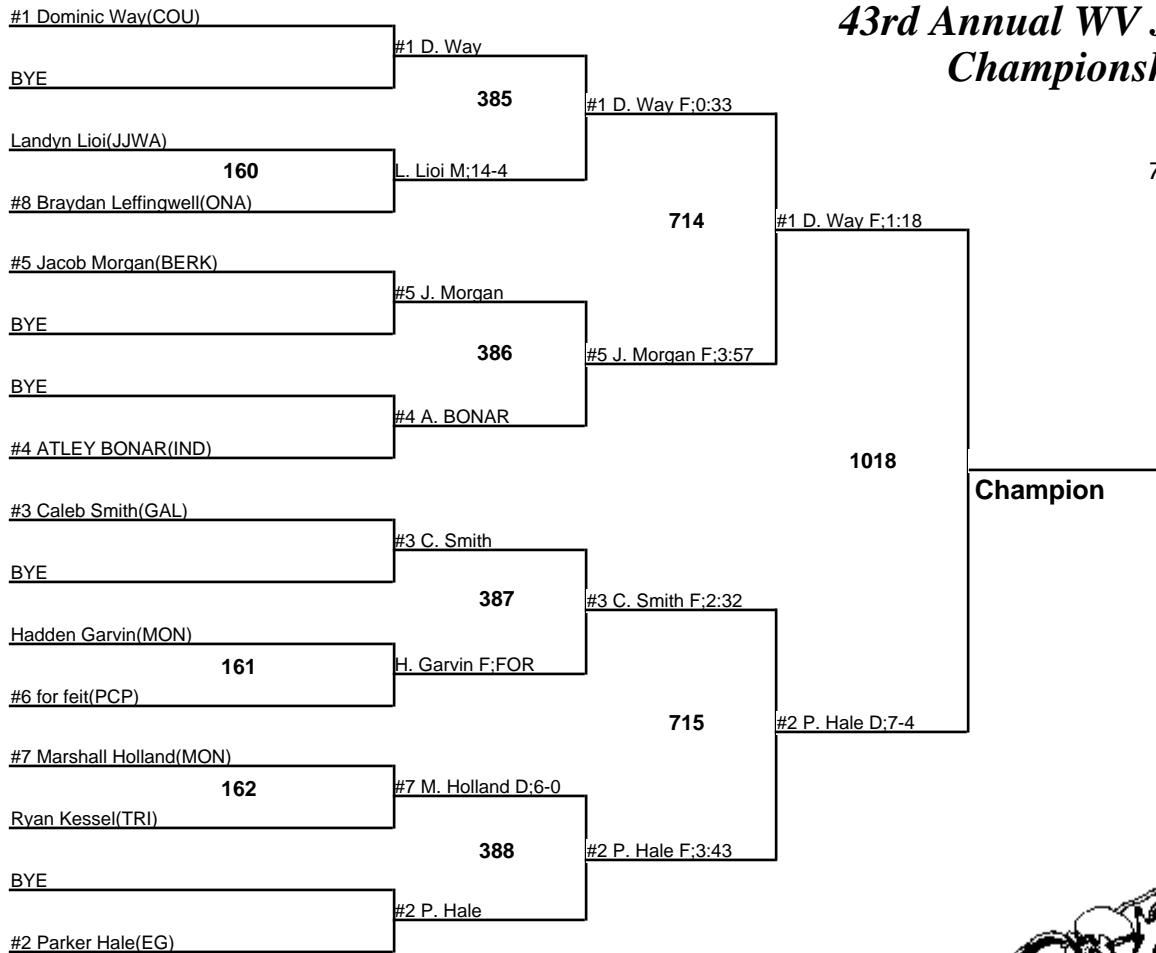 43rd Annual WV
Championsh
#1 Dominic Way(COU)
BYE
Landyn Lioi(JJWA)
160
#8 Braydan Leffingwell(ONA)
#5 Jacob Morgan(BERK)
BYE
BYE
#4 ATLEY BONAR(IND)
#3 Caleb Smith(GAL)
BYE
Hadden Garvin(MON)
161
#6 for feit(PCP)
#7 Marshall Holland(MON)
162
Ryan Kessel(TRI)
BYE
#2 Parker Hale(EG)
#1 D. Way
385
L. Lioi M;14-4
#5 J. Morgan
386
#4 A. BONAR
#3 C. Smith
387
H. Garvin F;FOR
#7 M. Holland D;6-0
388
#2 P. Hale
#1 D. Way F;0:33
714
#5 J. Morgan F;3:57
#3 C. Smith F;2:32
715
#2 P. Hale F;3:43
#1 D. Way F;1:18
1018
#2 P. Hale D;7-4
Champion
7